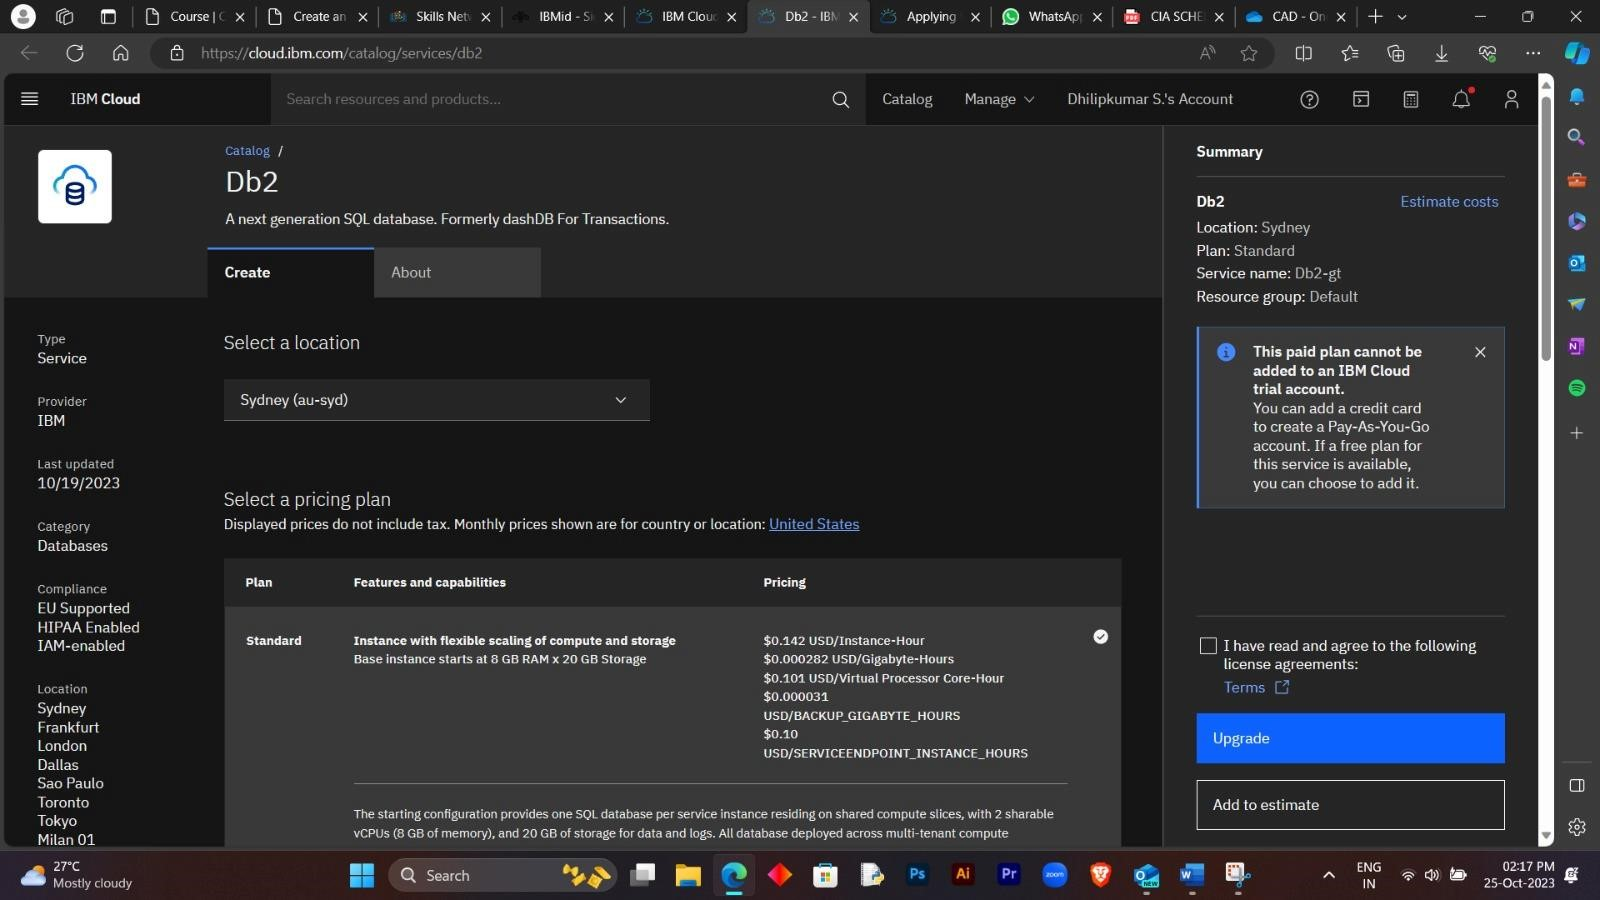 Course | C
Create an
Skills Netw
IBMid - Si
IBM Cloud
Db2 - IBM
Applying
WhatsApp
CIA SCHE
CAD - On
https://cloud.ibm.com/catalog/services/db2
IBM Cloud
Search resources and products...
Catalog
Manage
Dhilipkumar S.'s Account
Catalog /
Db2
A next generation SQL database. Formerly dashDB For Transactions.
Create
About
Type
Service
Provider
IBM
Last updated
10/19/2023
Category
Databases
Compliance
EU Supported
HIPAA Enabled
IAM-enabled
Location
Sydney
Frankfurt
London
Dallas
Sao Paulo
Toronto
Tokyo
Milan 01
Select a location
Sydney (au-syd)
Select a pricing plan
Displayed prices do not include tax. Monthly prices shown are for country or location: United States
Plan
Features and capabilities
Pricing
Standard
Instance with flexible scaling of compute and storage
Base instance starts at 8 GB RAM x 20 GB Storage
$0.142 USD/Instance-Hour
$0.000282 USD/Gigabyte-Hours
$0.101 USD/Virtual Processor Core-Hour
$0.000031
USD/BACKUP_GIGABYTE_HOURS
$0.10
USD/SERVICEENDPOINT_INSTANCE_HOURS
The starting configuration provides one SQL database per service instance residing on shared compute slices, with 2 sharable
vCPUs (8 GB of memory), and 20 GB of storage for data and logs. All database deployed across multi-tenant compute
Summary
Db2
Estimate costs
Location: Sydney
Plan: Standard
Service name: Db2-gt
Resource group: Default
This paid plan cannot be
added to an IBM Cloud
trial account.
You can add a credit card
to create a Pay-As-You-Go
account. If a free plan for
this service is available,
you can choose to add it.
I have read and agree to the following
license agreements:
Terms
Upgrade
Add to estimate
27°C
Mostly cloudy
Search
Ps
Ai
Pr
zoom
ENG
IN
02:17 PM
25-Oct-2023